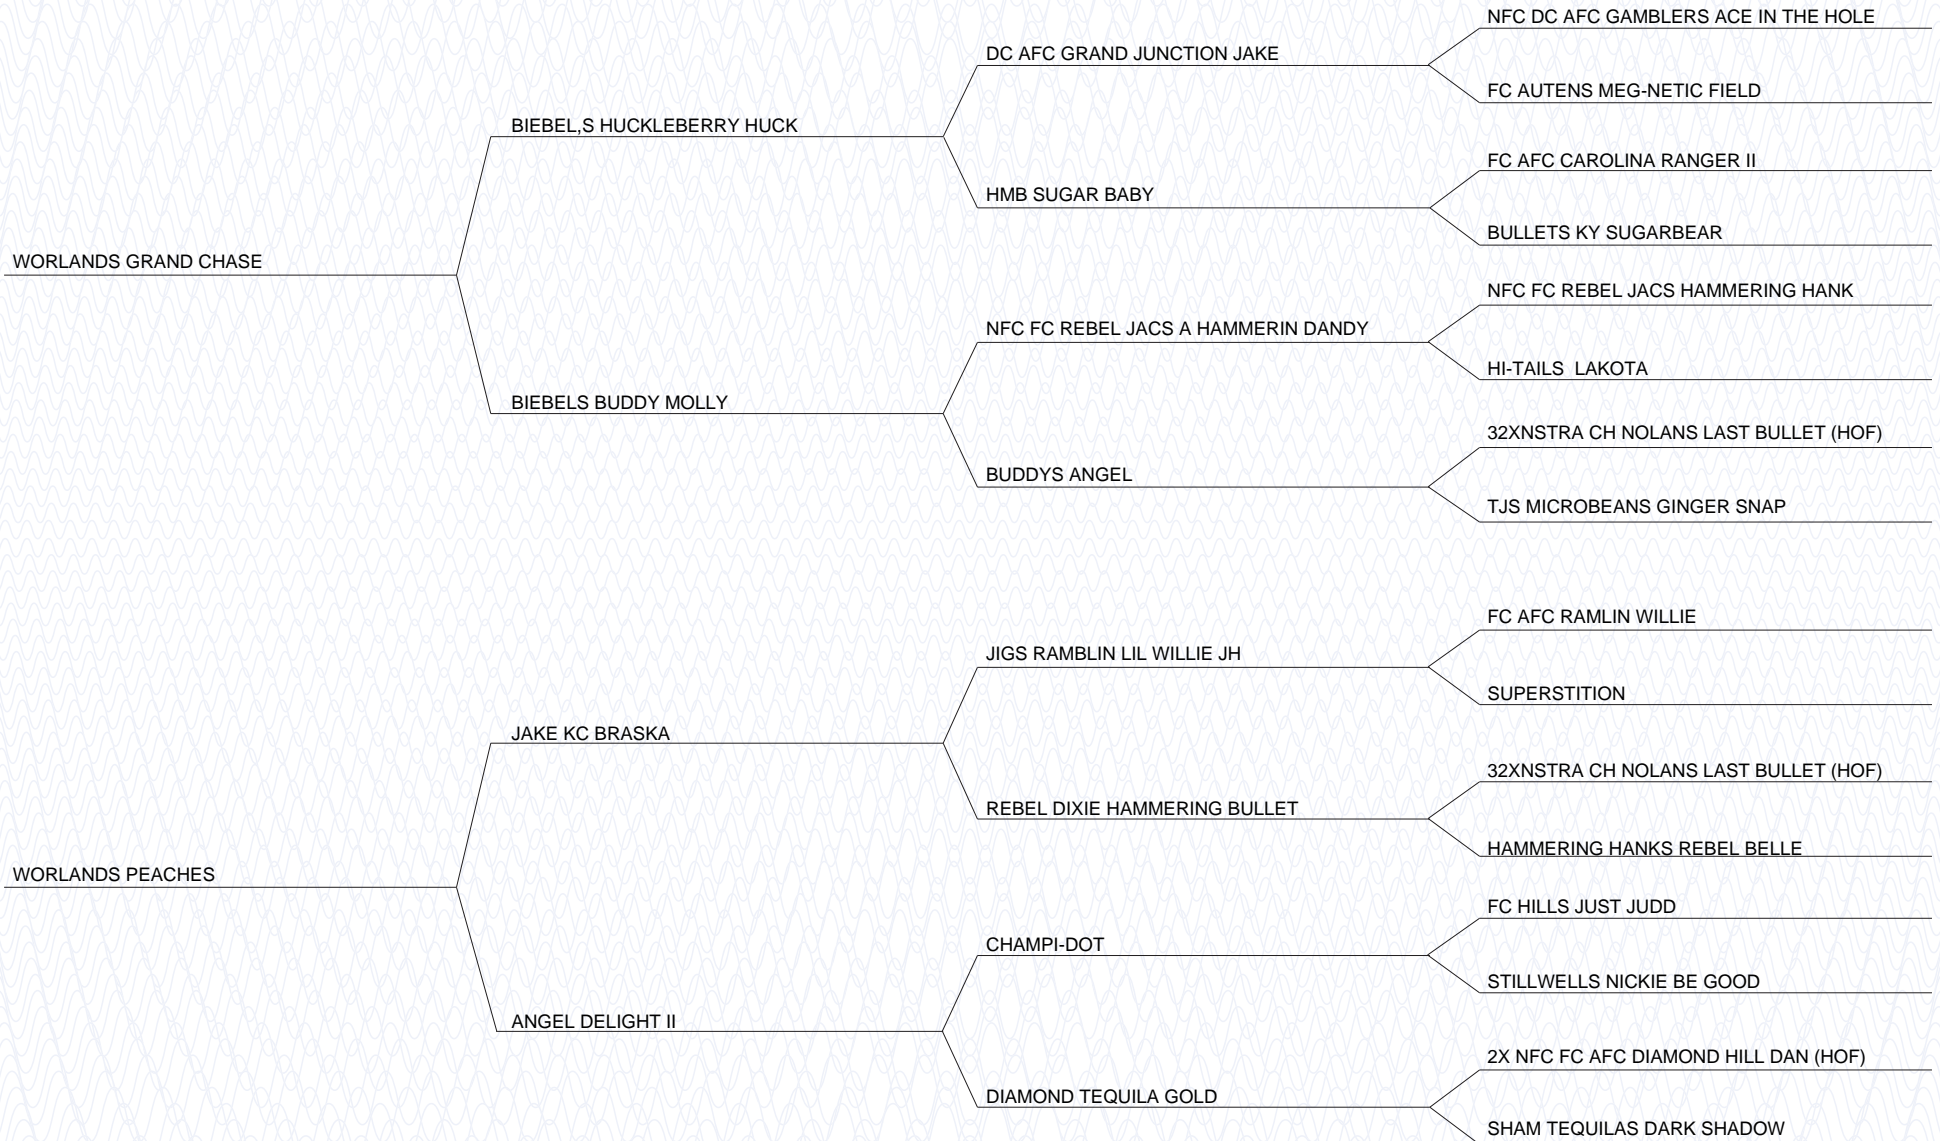 NFC DC AFC GAMBLERS ACE IN THE HOLE
DC AFC GRAND JUNCTION JAKE
FC AUTENS MEG-NETIC FIELD
BIEBEL,S HUCKLEBERRY HUCK
FC AFC CAROLINA RANGER II
HMB SUGAR BABY
BULLETS KY SUGARBEAR
WORLANDS GRAND CHASE
NFC FC REBEL JACS HAMMERING HANK
NFC FC REBEL JACS A HAMMERIN DANDY
HI-TAILS  LAKOTA
BIEBELS BUDDY MOLLY
32XNSTRA CH NOLANS LAST BULLET (HOF)
BUDDYS ANGEL
TJS MICROBEANS GINGER SNAP
FC AFC RAMLIN WILLIE
JIGS RAMBLIN LIL WILLIE JH
SUPERSTITION
JAKE KC BRASKA
32XNSTRA CH NOLANS LAST BULLET (HOF)
REBEL DIXIE HAMMERING BULLET
HAMMERING HANKS REBEL BELLE
WORLANDS PEACHES
FC HILLS JUST JUDD
CHAMPI-DOT
STILLWELLS NICKIE BE GOOD
ANGEL DELIGHT II
2X NFC FC AFC DIAMOND HILL DAN (HOF)
DIAMOND TEQUILA GOLD
SHAM TEQUILAS DARK SHADOW